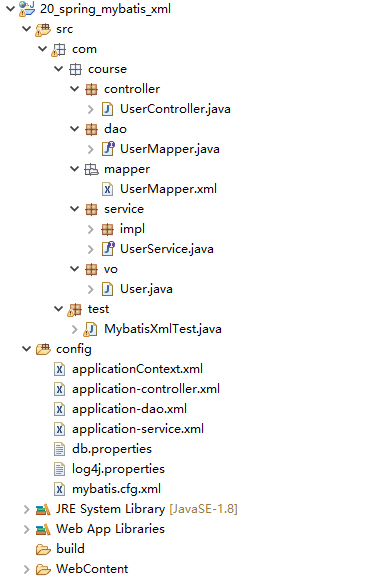 20_spring_mybatis_xml
src
com
course
controller
UserController.java
dao
UserMapper.java
mapper
UserMapper.xml
service
impl
UserService.java
vo
User.java
test
MybatisXmlTest.java
config
applicationContext.xml
application-controller.xml
application-dao.xml
application-service.xml
db.properties
log4j.properties
mybatis.cfg.xml
JRE System Library [JavaSE-1.8]
Web App Libraries
build
WebContent